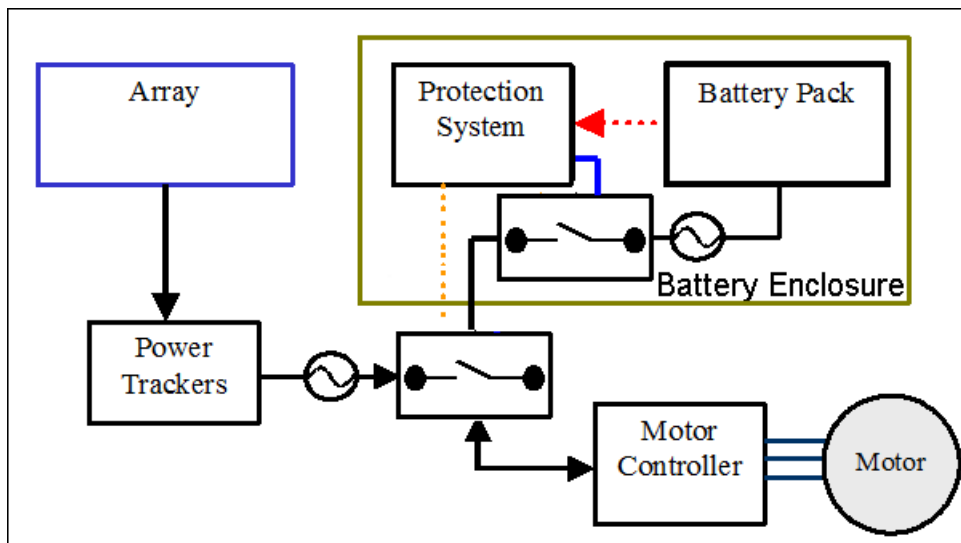 Array
Protection
System
Battery Pack
Battery Enclosure
Power
Trackers
Motor
Controller
Motor